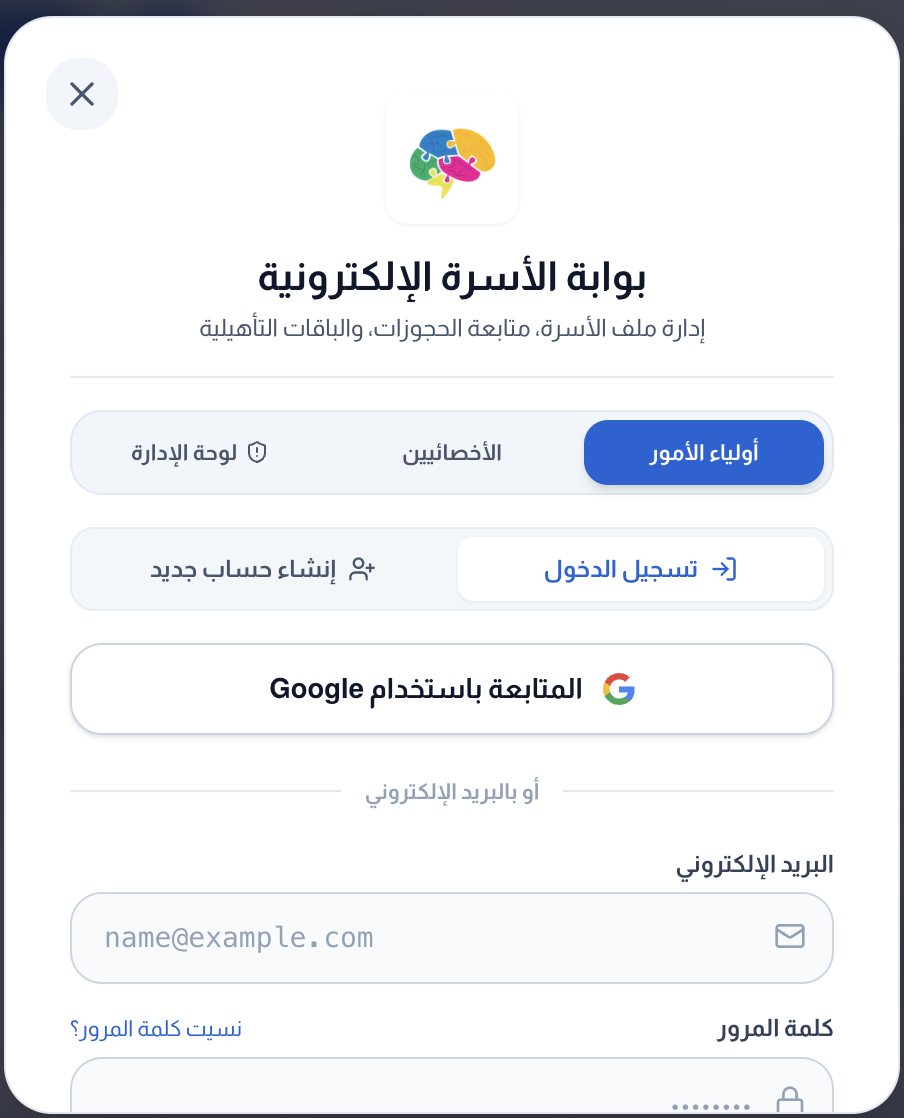 بوابة الأسرة الإلكترونية
إدارة ملف الأسرة، متابعة الحجوزات، والباقات التأهيلية
أولياء الأمور
الأخصائيين
لوحة الإدارة
تسجيل الدخول
إنشاء حساب جديد
المتابعة باستخدام Google
أو بالبريد الإلكتروني
البريد الإلكتروني
name@example.com
كلمة المرور
نسيت كلمة المرور؟
••••••••